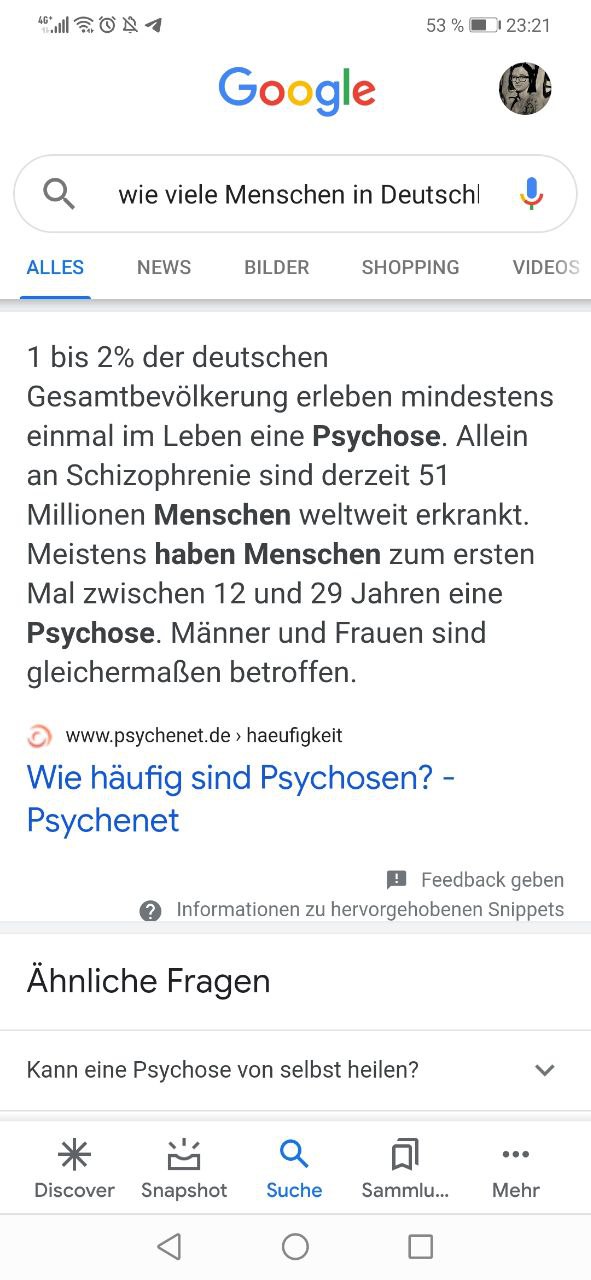 4G+ 53 % 23:21
Google
wie viele Menschen in Deutschl
ALLES NEWS BILDER SHOPPING VIDEOS
1 bis 2% der deutschen
Gesamtbevölkerung erleben mindestens
einmal im Leben eine Psychose. Allein
an Schizophrenie sind derzeit 51
Millionen Menschen weltweit erkrankt.
Meistens haben Menschen zum ersten
Mal zwischen 12 und 29 Jahren eine
Psychose. Männer und Frauen sind
gleichermaßen betroffen.
www.psychenet.de › haeufigkeit
Wie häufig sind Psychosen? -
Psychenet
Feedback geben
Informationen zu hervorgehobenen Snippets
Ähnliche Fragen
Kann eine Psychose von selbst heilen?
Discover Snapshot Suche Sammlu... Mehr